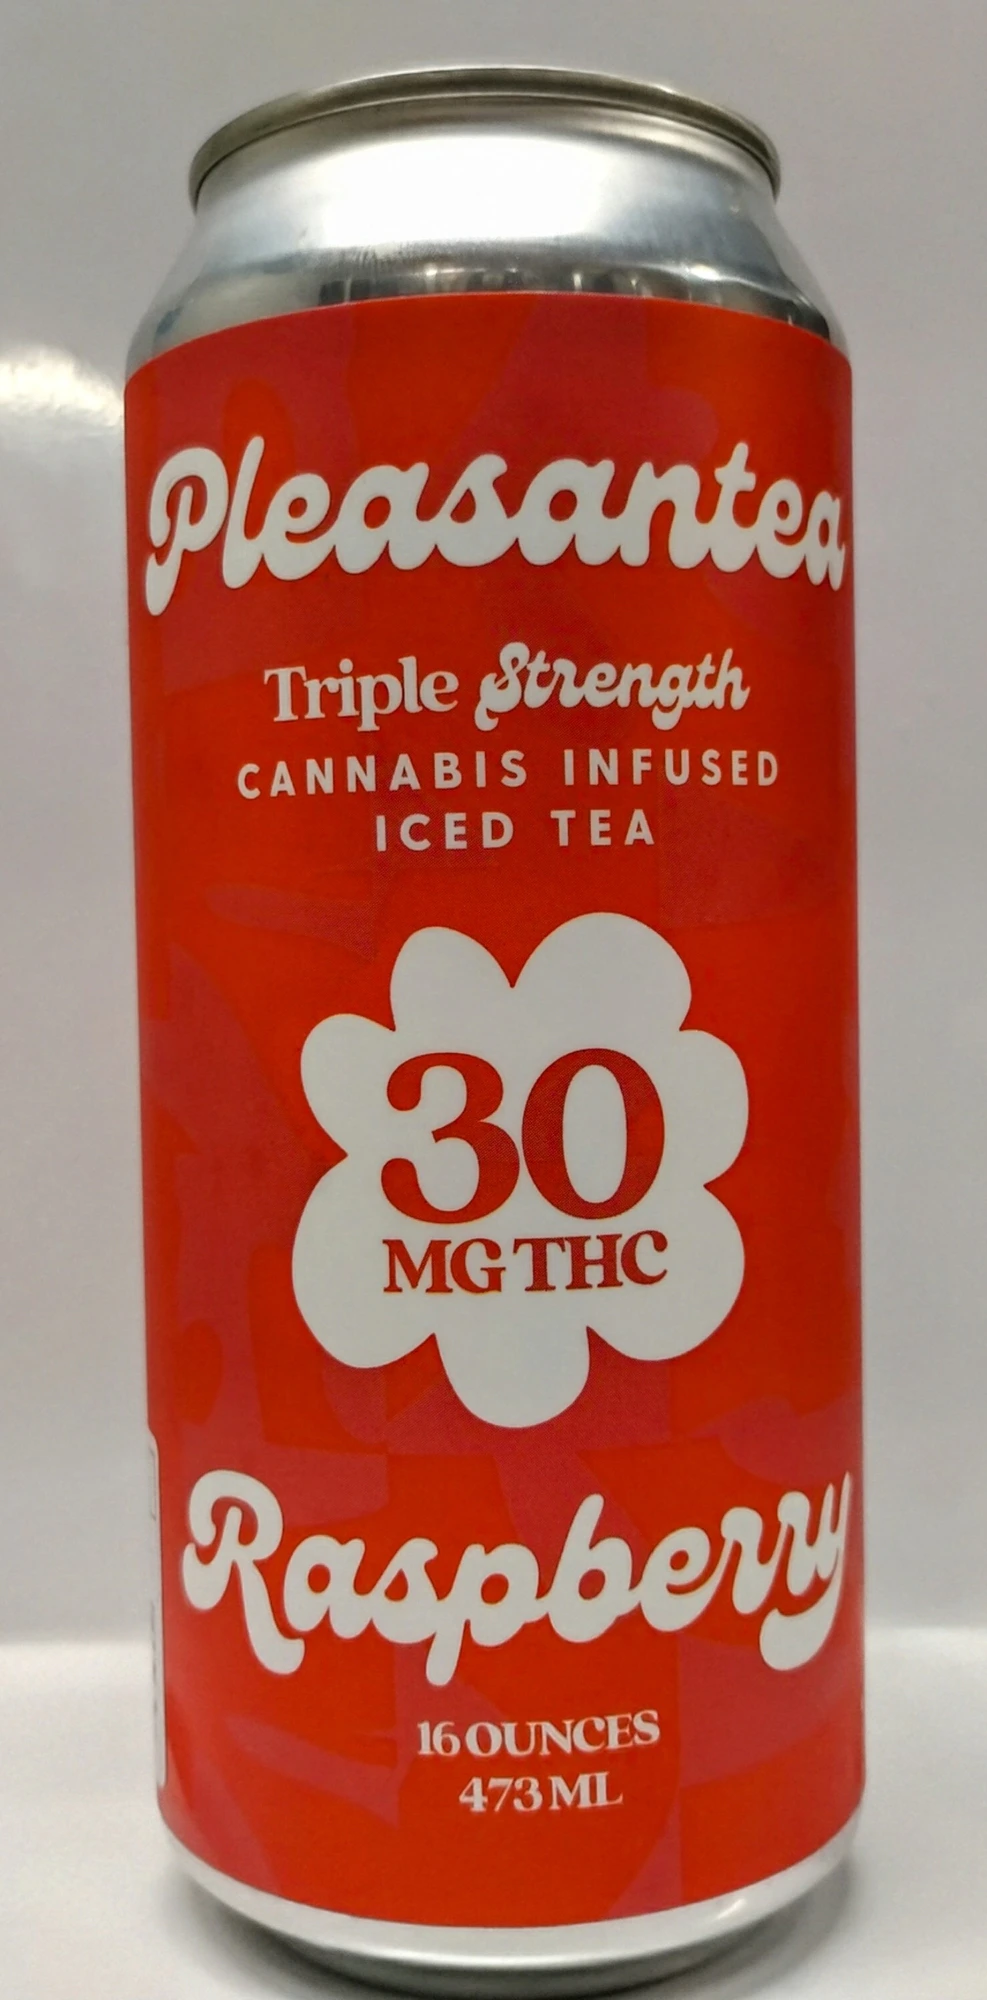 Pleasantea
Triple Strength
CANNABIS INFUSED
ICED TEA
30
MG THC
Raspberry
16 OUNCES
473 ML